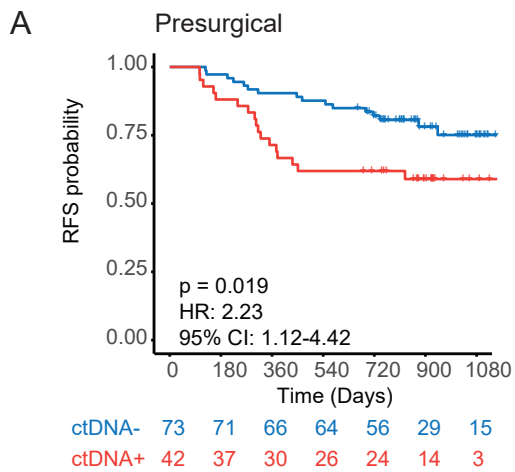 A
Presurgical
RFS probability
1.00
0.75
0.50
0.25
0.00
p = 0.019
HR: 2.23
95% CI: 1.12-4.42
0 180 360 540 720 900 1080
Time (Days)
ctDNA- 73 71 66 64 56 29 15
ctDNA+ 42 37 30 26 24 14 3